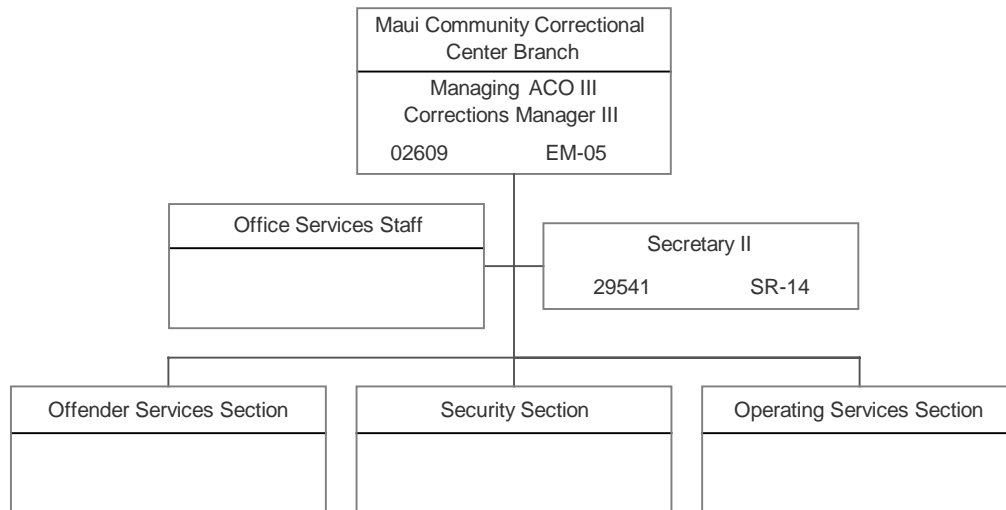 Maui Community Correctional
Center Branch
Managing ACO III
Corrections Manager III
02609 EM-05
Office Services Staff
Secretary II
29541 SR-14
Offender Services Section
Security Section
Operating Services Section